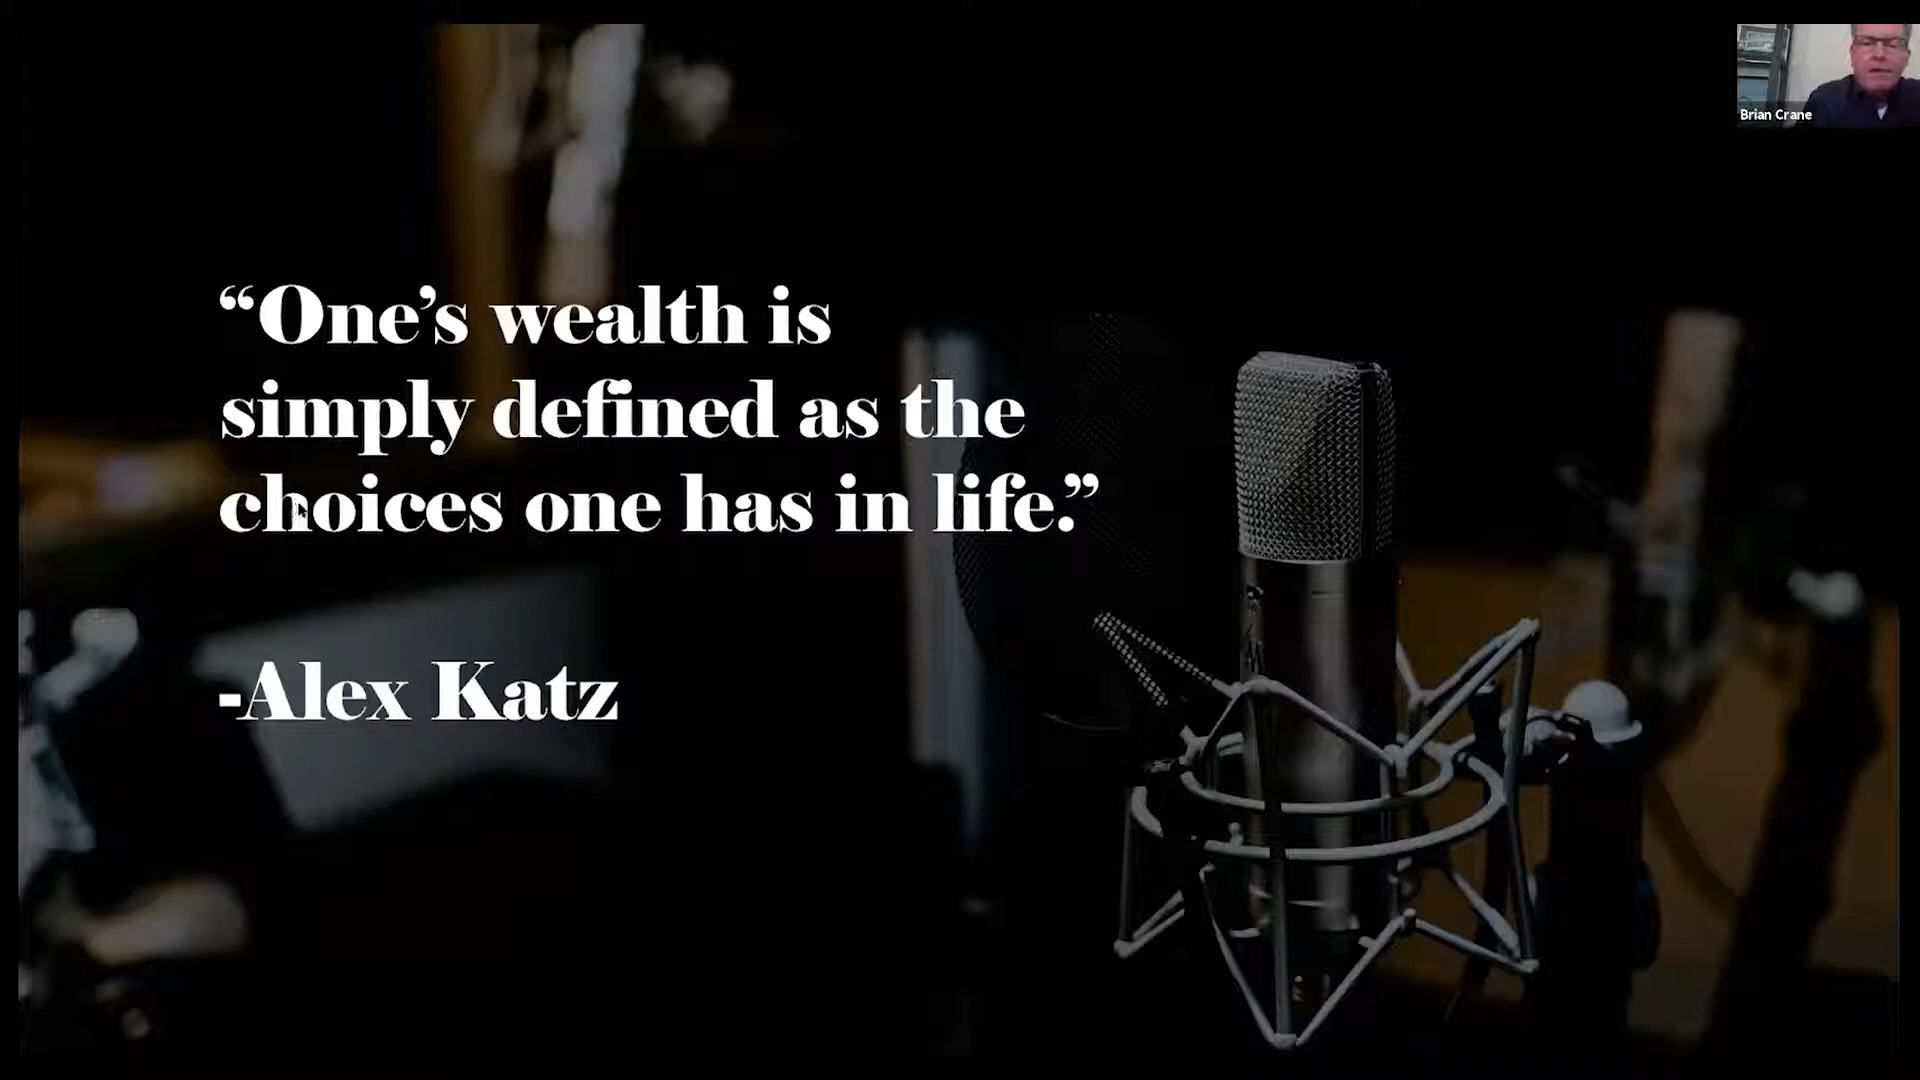 Brian Crane
“One’s wealth is
simply defined as the
choices one has in life.”
-Alex Katz